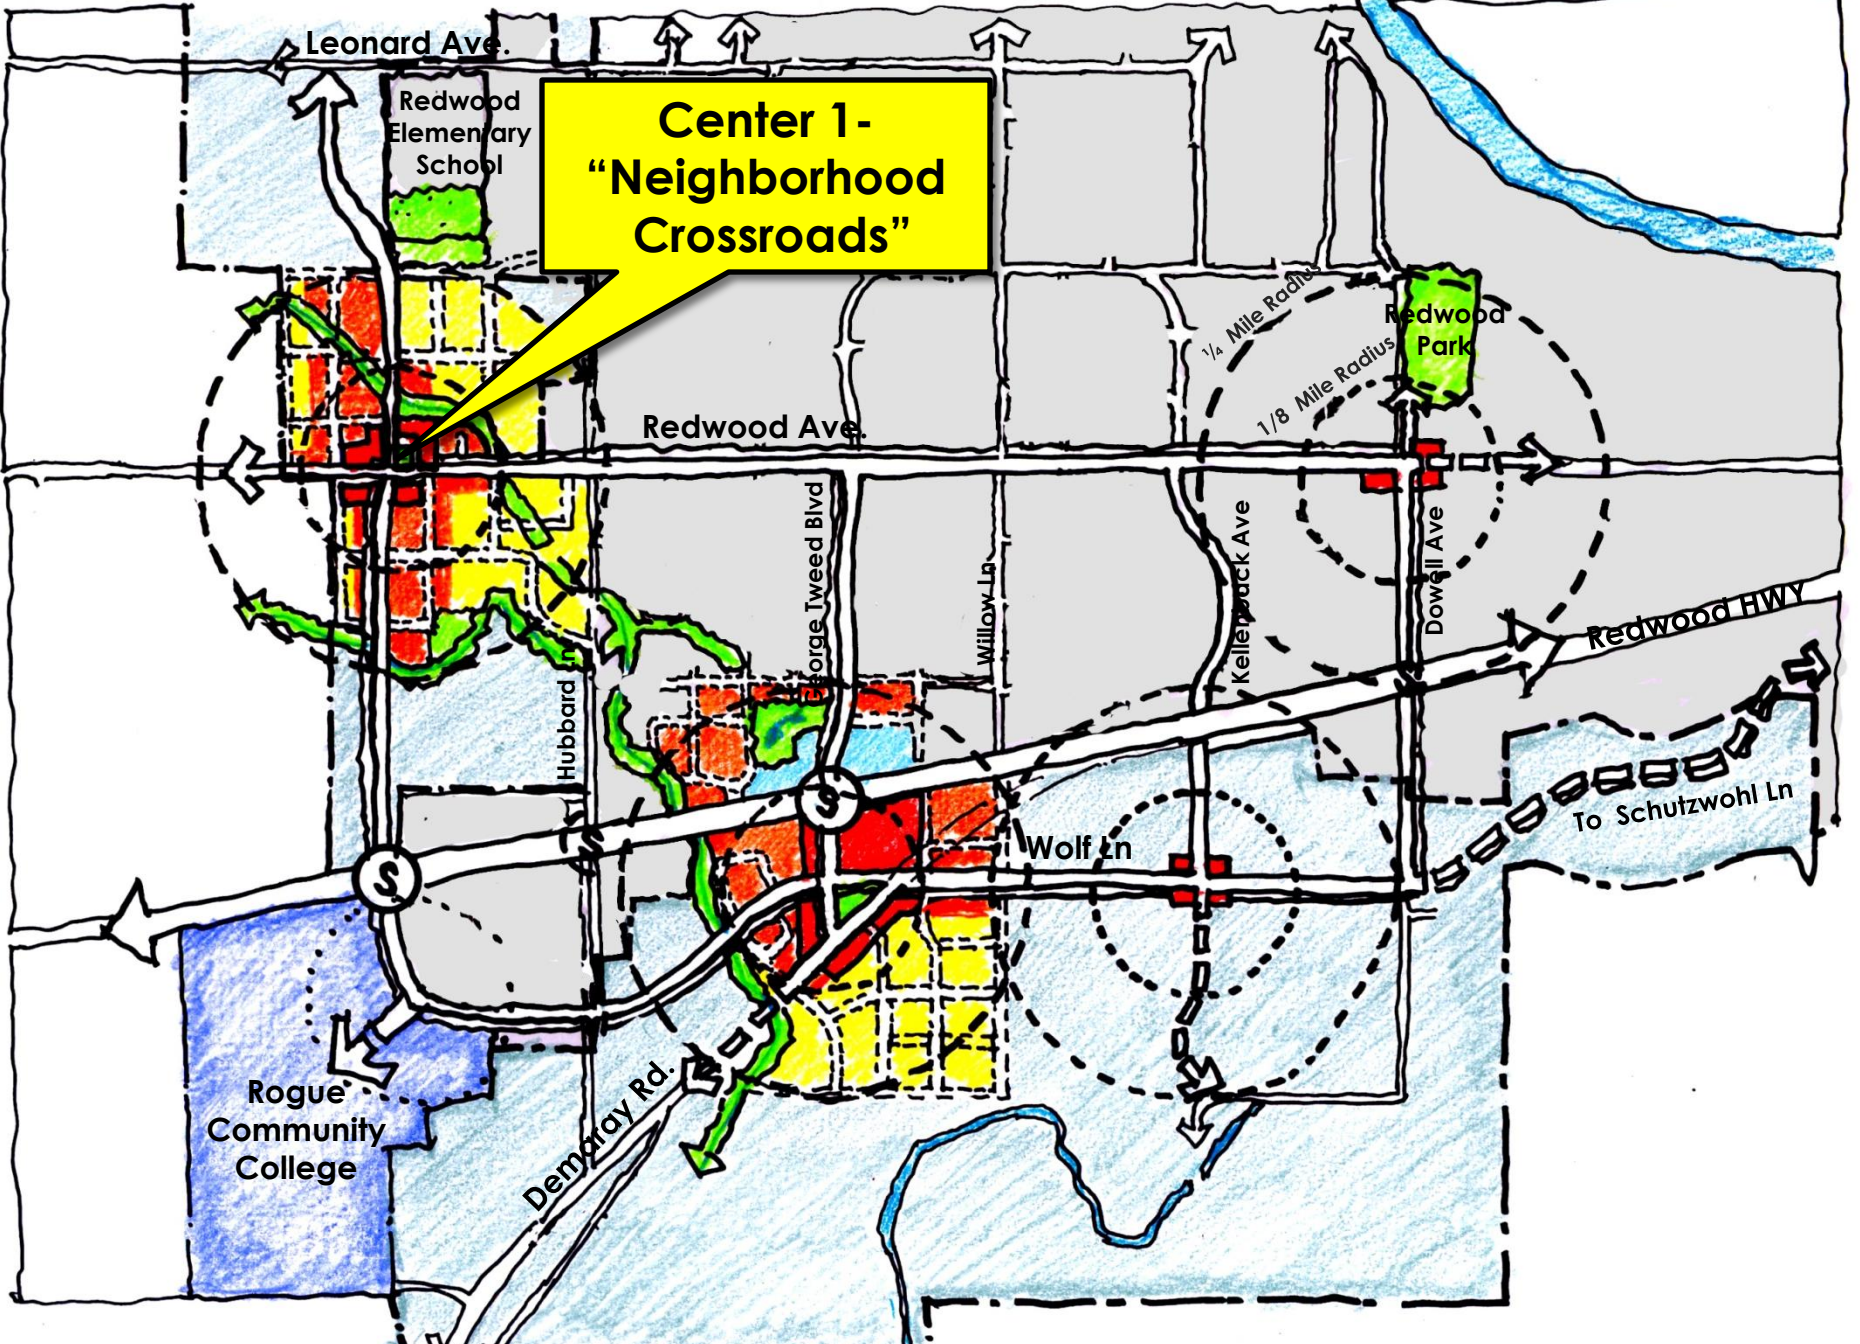 Leonard Ave.
Redwood
Elementary
School
Center 1-
“Neighborhood
Crossroads”
¼ Mile Radius
1/8 Mile Radius
Redwood
Park
Redwood Ave.
George Tweed Blvd
Willow Ln
Kellenback Ave
Dowell Ave
Redwood HWY
Hubbard Ln
S
S
S
Wolf Ln
To Schutzwohl Ln
Rogue
Community
College
Demaray Rd.